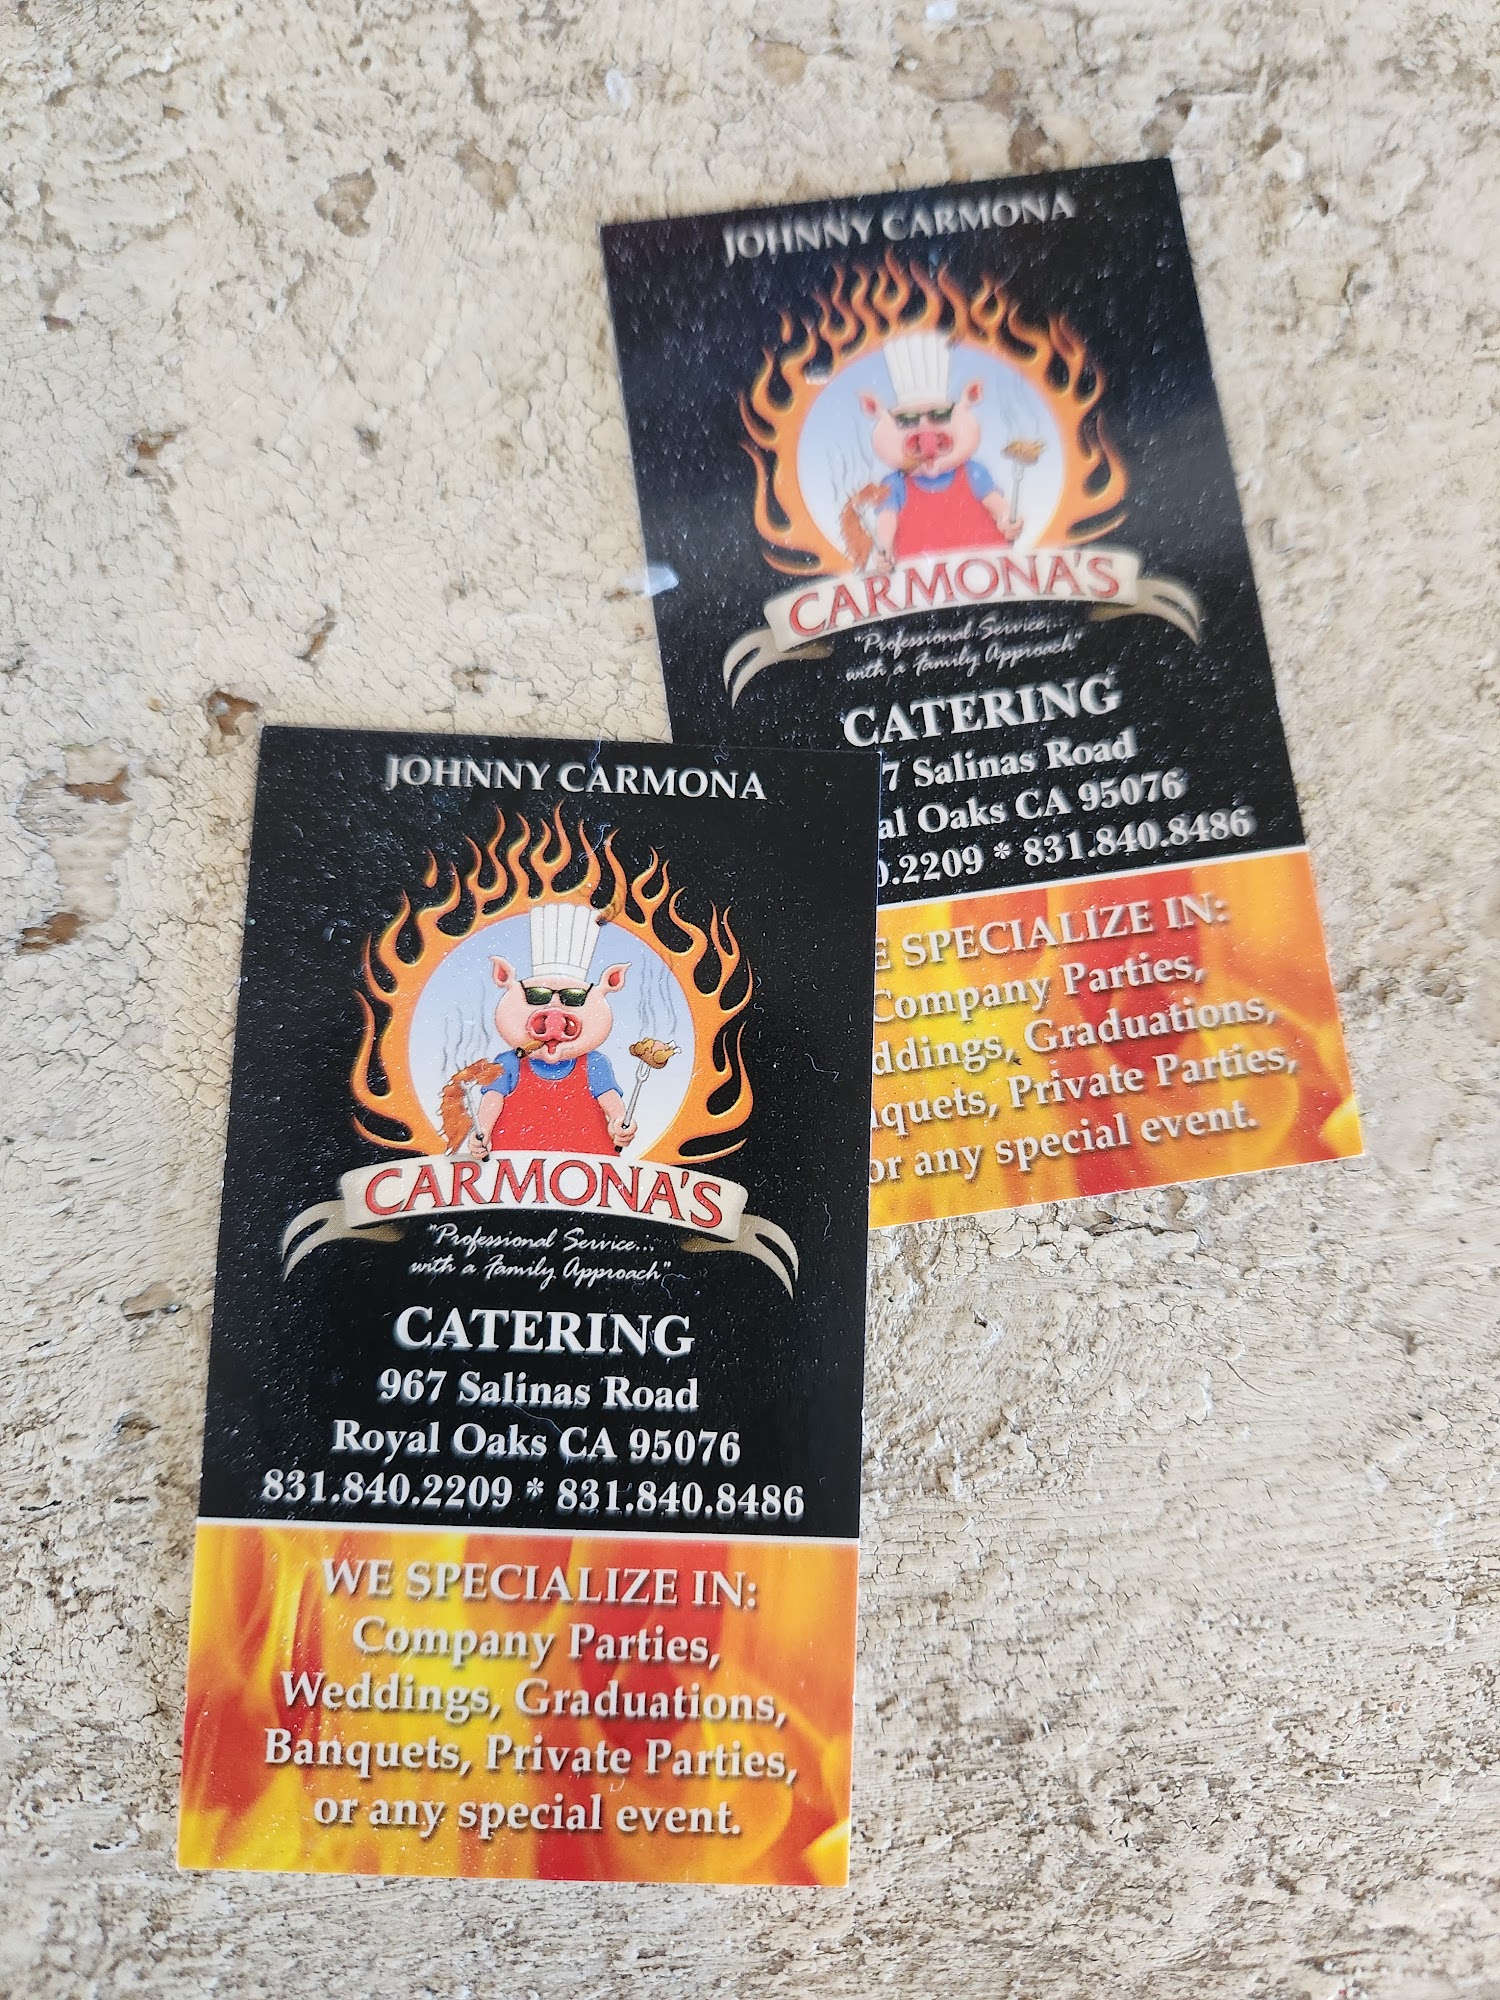 JOHNNY CARMONA
CARMONA'S
"Professional Service...
with a Family Approach"
CATERING
7 Salinas Road
al Oaks CA 95076
0.2209 * 831.840.8486
E SPECIALIZE IN:
Company Parties,
ddings, Graduations,
nquets, Private Parties,
or any special event.
JOHNNY CARMONA
CARMONA'S
"Professional Service...
with a Family Approach"
CATERING
967 Salinas Road
Royal Oaks CA 95076
831.840.2209 * 831.840.8486
WE SPECIALIZE IN:
Company Parties,
Weddings, Graduations,
Banquets, Private Parties,
or any special event.